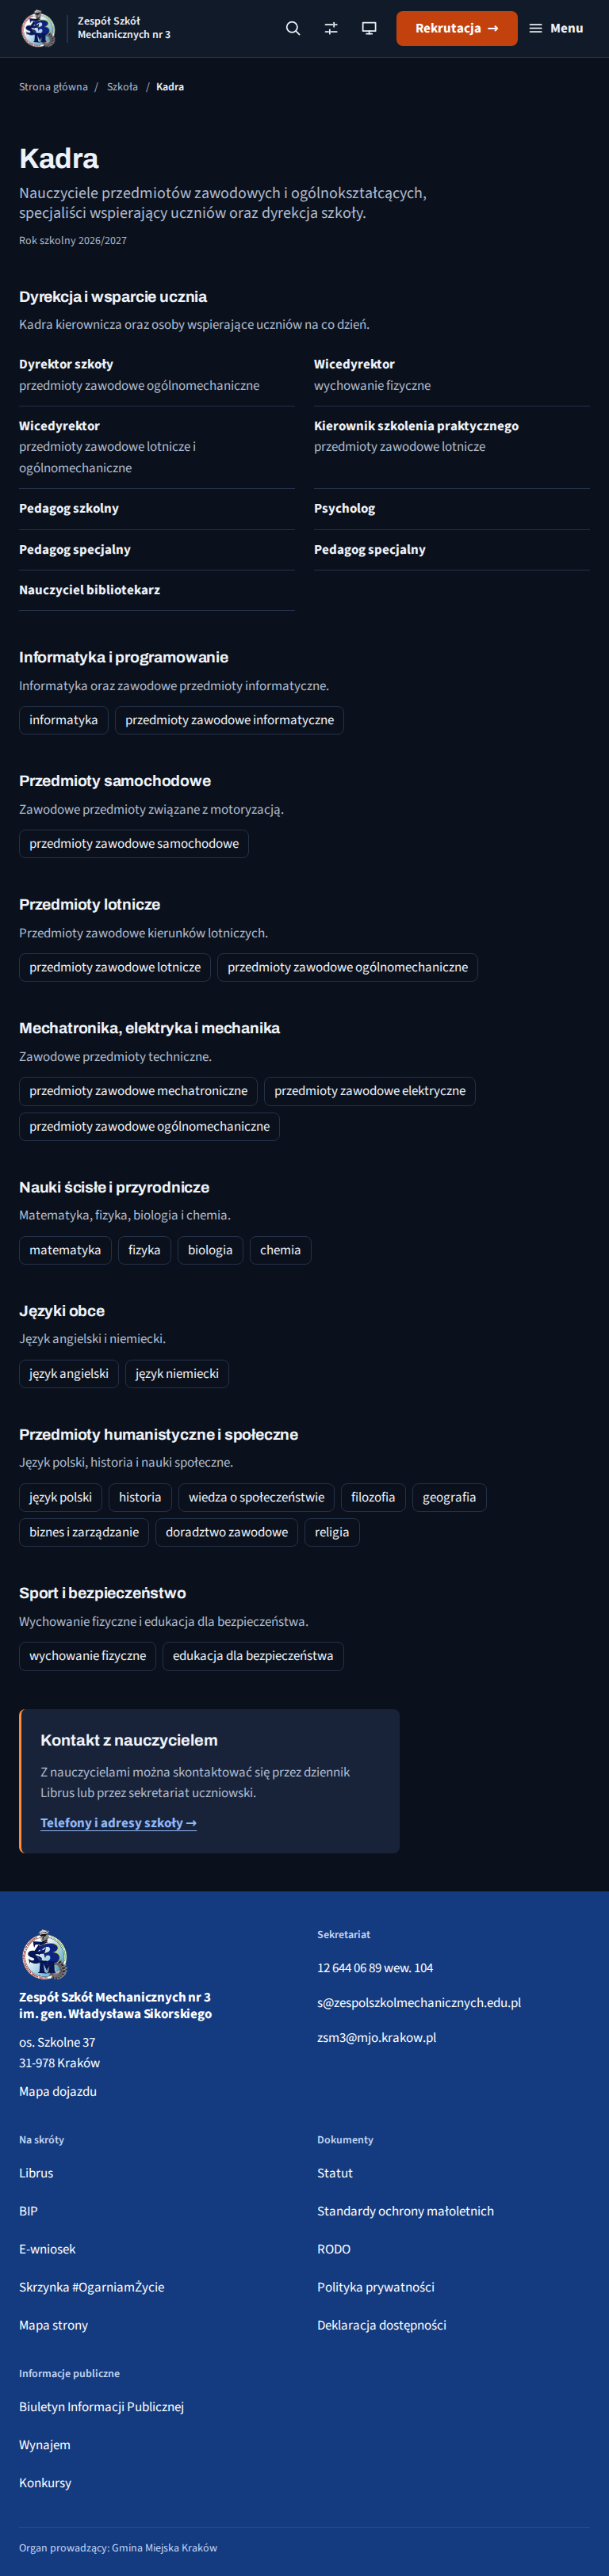 Zespół Szkół
Mechanicznych nr 3
Rekrutacja →
Menu
Strona główna / Szkoła / Kadra
Kadra
Nauczyciele przedmiotów zawodowych i ogólnokształcących,
specjaliści wspierający uczniów oraz dyrekcja szkoły.
Rok szkolny 2026/2027
Dyrekcja i wsparcie ucznia
Kadra kierownicza oraz osoby wspierające uczniów na co dzień.
Dyrektor szkoły
przedmioty zawodowe ogólnomechaniczne
Wicedyrektor
wychowanie fizyczne
Wicedyrektor
przedmioty zawodowe lotnicze i
ogólnomechaniczne
Kierownik szkolenia praktycznego
przedmioty zawodowe lotnicze
Pedagog szkolny
Psycholog
Pedagog specjalny
Pedagog specjalny
Nauczyciel bibliotekarz
Informatyka i programowanie
Informatyka oraz zawodowe przedmioty informatyczne.
informatyka
przedmioty zawodowe informatyczne
Przedmioty samochodowe
Zawodowe przedmioty związane z motoryzacją.
przedmioty zawodowe samochodowe
Przedmioty lotnicze
Przedmioty zawodowe kierunków lotniczych.
przedmioty zawodowe lotnicze
przedmioty zawodowe ogólnomechaniczne
Mechatronika, elektryka i mechanika
Zawodowe przedmioty techniczne.
przedmioty zawodowe mechatroniczne
przedmioty zawodowe elektryczne
przedmioty zawodowe ogólnomechaniczne
Nauki ścisłe i przyrodnicze
Matematyka, fizyka, biologia i chemia.
matematyka
fizyka
biologia
chemia
Języki obce
Język angielski i niemiecki.
język angielski
język niemiecki
Przedmioty humanistyczne i społeczne
Język polski, historia i nauki społeczne.
język polski
historia
wiedza o społeczeństwie
filozofia
geografia
biznes i zarządzanie
doradztwo zawodowe
religia
Sport i bezpieczeństwo
Wychowanie fizyczne i edukacja dla bezpieczeństwa.
wychowanie fizyczne
edukacja dla bezpieczeństwa
Kontakt z nauczycielem
Z nauczycielami można skontaktować się przez dziennik
Librus lub przez sekretariat uczniowski.
Telefony i adresy szkoły →
Zespół Szkół Mechanicznych nr 3
im. gen. Władysława Sikorskiego
os. Szkolne 37
31-978 Kraków
Mapa dojazdu
Sekretariat
12 644 06 89 wew. 104
s@zespolszkolmechanicznych.edu.pl
zsm3@mjo.krakow.pl
Na skróty
Librus
BIP
E-wniosek
Skrzynka #OgarniamŻycie
Mapa strony
Dokumenty
Statut
Standardy ochrony małoletnich
RODO
Polityka prywatności
Deklaracja dostępności
Informacje publiczne
Biuletyn Informacji Publicznej
Wynajem
Konkursy
Organ prowadzący: Gmina Miejska Kraków